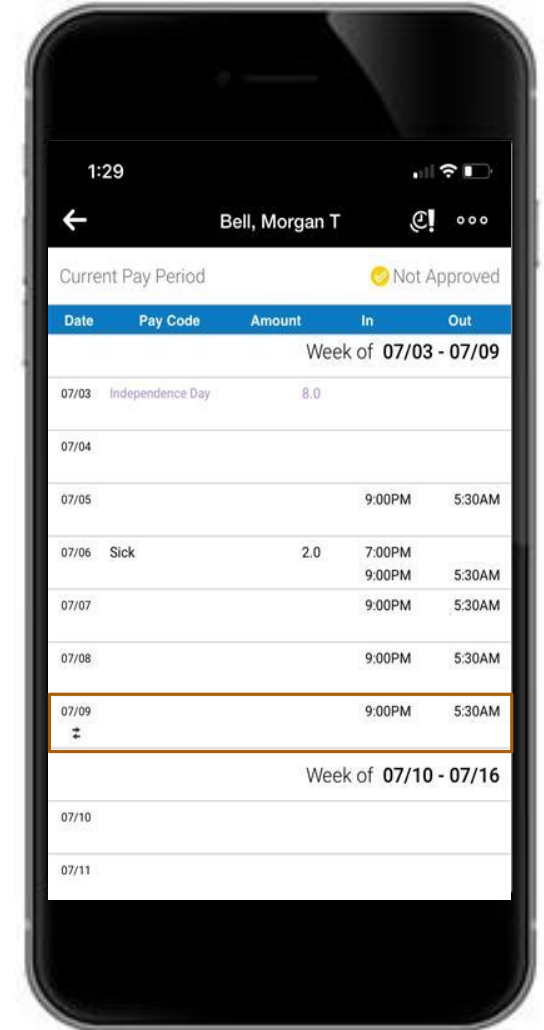 1:29
Bell, Morgan T
Current Pay Period Not Approved
Date Pay Code Amount In Out
Week of 07/03 - 07/09
07/03 Independence Day 8.0
07/04
07/05 9:00PM 5:30AM
07/06 Sick 2.0 7:00PM
9:00PM 5:30AM
07/07 9:00PM 5:30AM
07/08 9:00PM 5:30AM
07/09 9:00PM 5:30AM
Week of 07/10 - 07/16
07/10
07/11